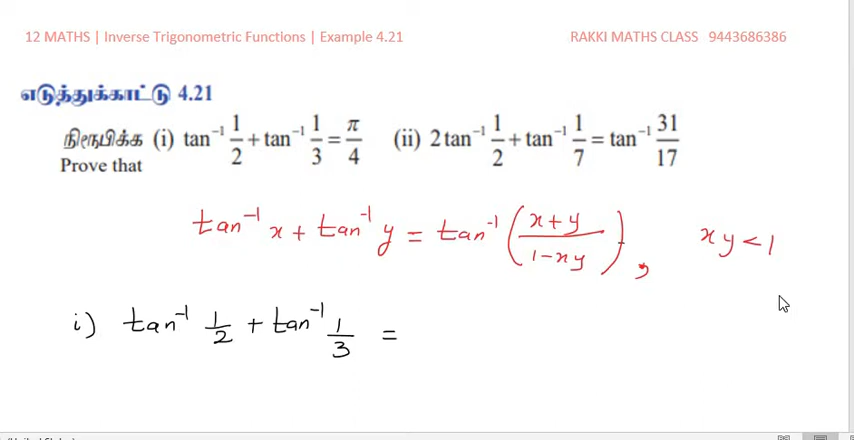 12 MATHS | Inverse Trigonometric Functions | Example 4.21 RAKKI MATHS CLASS 9443686386
எடுத்துக்காட்டு 4.21
நிரூபிக்க (i) tan⁻¹ 1/2 + tan⁻¹ 1/3 = π/4 (ii) 2 tan⁻¹ 1/2 + tan⁻¹ 1/7 = tan⁻¹ 31/17
Prove that
tan⁻¹ x + tan⁻¹ y = tan⁻¹ (x+y / 1-xy), xy < 1
i) tan⁻¹ 1/2 + tan⁻¹ 1/3 =